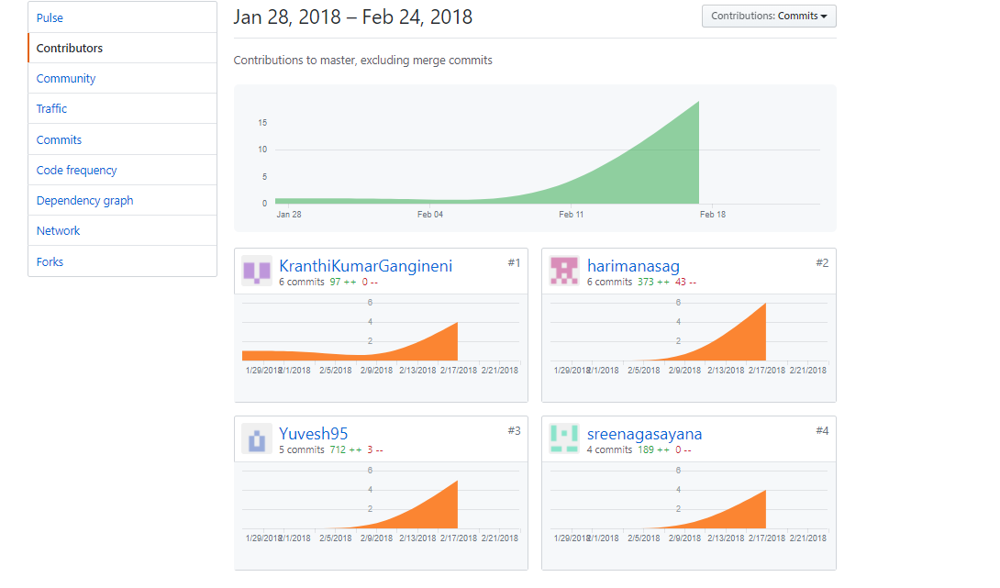 Pulse
Contributors
Community
Traffic
Commits
Code frequency
Dependency graph
Network
Forks
Jan 28, 2018 – Feb 24, 2018
Contributions: Commits
Contributions to master, excluding merge commits
15
10
5
0
Jan 28 Feb 04 Feb 11 Feb 18
KranthiKumarGangineni #1
6 commits 97 ++ 0 --
6
4
2
1/29/2018 2/1/2018 2/5/2018 2/9/2018 2/13/2018 2/17/2018 2/21/2018
harimanasag #2
6 commits 373 ++ 43 --
6
4
2
1/29/2018 2/1/2018 2/5/2018 2/9/2018 2/13/2018 2/17/2018 2/21/2018
Yuvesh95 #3
5 commits 712 ++ 3 --
6
4
2
1/29/2018 2/1/2018 2/5/2018 2/9/2018 2/13/2018 2/17/2018 2/21/2018
sreenagasayana #4
4 commits 189 ++ 0 --
6
4
2
1/29/2018 2/1/2018 2/5/2018 2/9/2018 2/13/2018 2/17/2018 2/21/2018